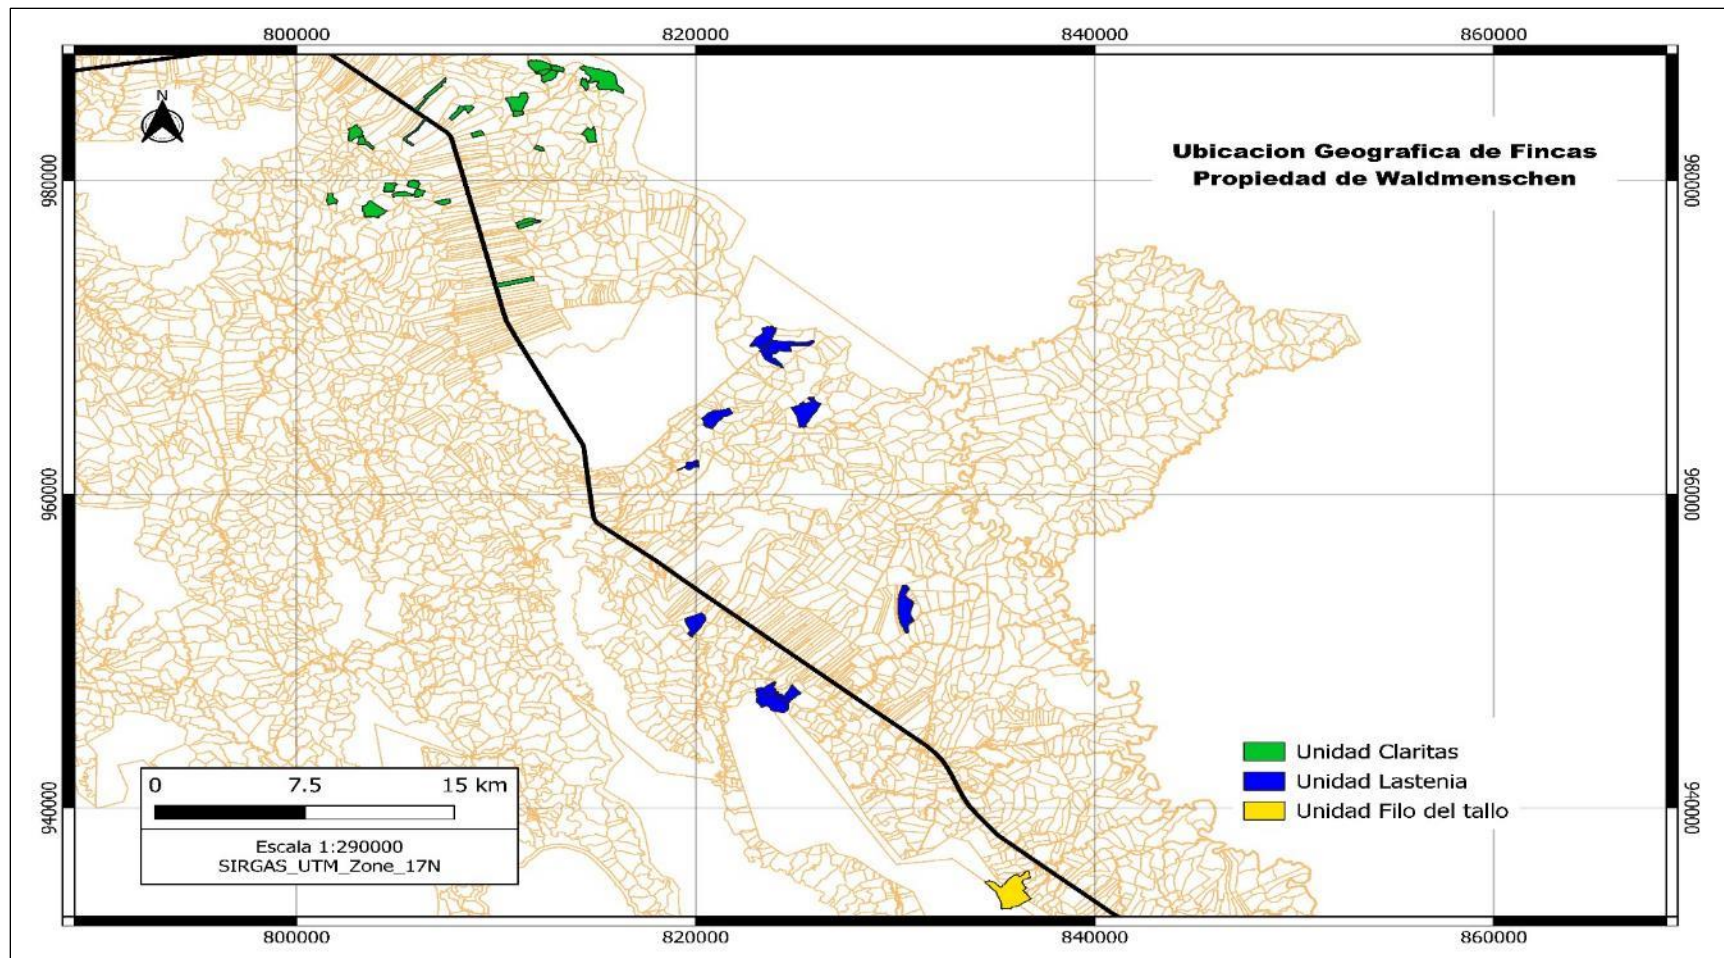 800000 820000 840000 860000
N
Ubicacion Geografica de Fincas
Propiedad de Waldmenschen
980000 980000
960000 960000
Unidad Claritas
Unidad Lastenia
Unidad Filo del tallo
0 7.5 15 km
940000 940000
Escala 1:290000
SIRGAS_UTM_Zone_17N
800000 820000 840000 860000